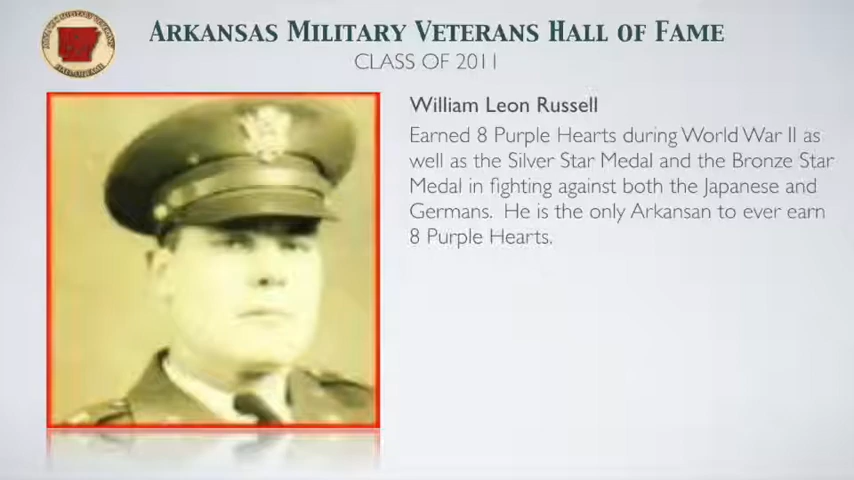 Arkansas Military Veterans Hall of Fame
CLASS OF 2011
William Leon Russell
Earned 8 Purple Hearts during World War II as
well as the Silver Star Medal and the Bronze Star
Medal in fighting against both the Japanese and
Germans. He is the only Arkansan to ever earn
8 Purple Hearts.